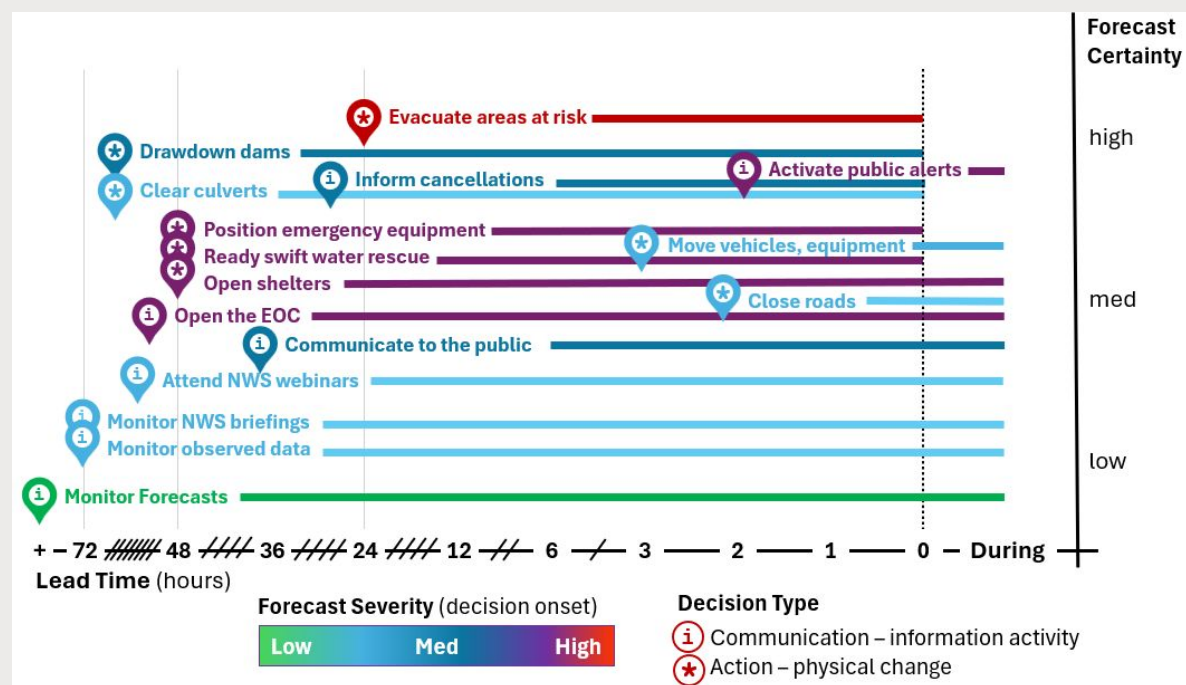 Forecast
Certainty
Evacuate areas at risk
high
Drawdown dams
Activate public alerts
Inform cancellations
Clear culverts
Position emergency equipment
Move vehicles, equipment
Ready swift water rescue
Open shelters
Close roads
med
Open the EOC
Communicate to the public
Attend NWS webinars
Monitor NWS briefings
Monitor observed data
low
Monitor Forecasts
+ – 72 48 36 24 12 6 3 2 1 0 – During
Lead Time (hours)
Forecast Severity (decision onset)
Low Med High
Decision Type
i Communication – information activity
* Action – physical change